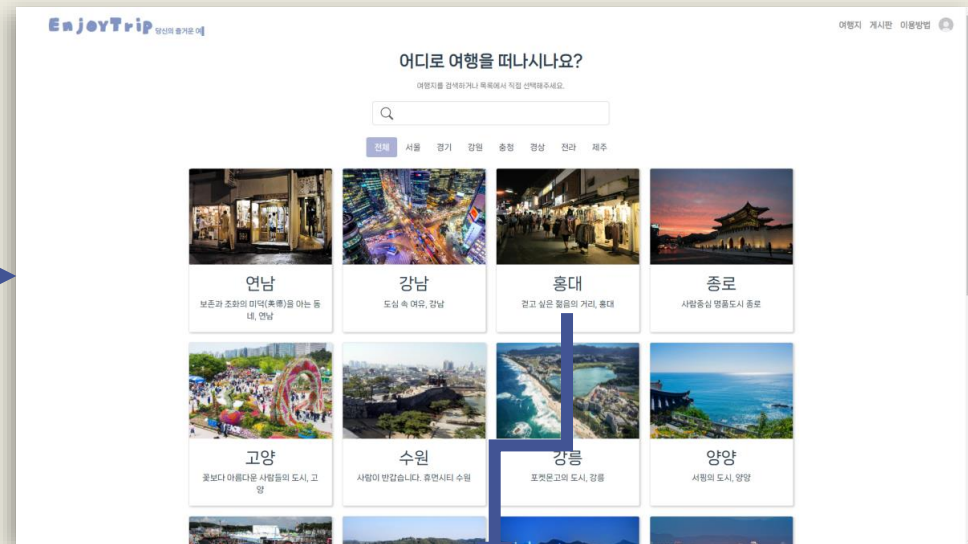 EnjoyTrip 당신의 즐거운 여
여행지 게시판 이용방법
어디로 여행을 떠나시나요?
여행지를 검색하거나 목록에서 직접 선택해주세요.
전체 서울 경기 강원 충청 경상 전라 제주
연남
보존과 조화의 미덕(美德)을 아는 동
네, 연남
강남
도심 속 여유, 강남
홍대
걷고 싶은 젊음의 거리, 홍대
종로
사람중심 명품도시 종로
고양
꽃보다 아름다운 사람들의 도시, 고
양
수원
사람이 반갑습니다. 휴먼시티 수원
강릉
포켓몬고의 도시, 강릉
양양
서핑의 도시, 양양